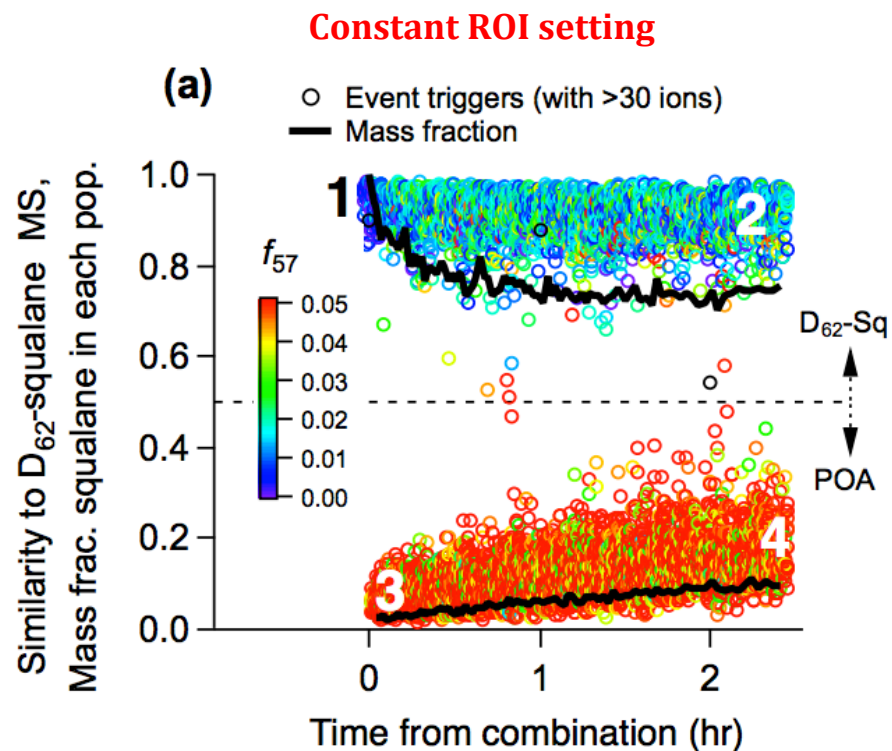 Constant ROI setting
(a)
Event triggers (with >30 ions)
Mass fraction
Similarity to D62-squalane MS,
Mass frac. squalane in each pop.
1.0
0.8
0.6
0.4
0.2
0.0
f57
0.05
0.04
0.03
0.02
0.01
0.00
1
2
3
4
D62-Sq
POA
0
1
2
Time from combination (hr)